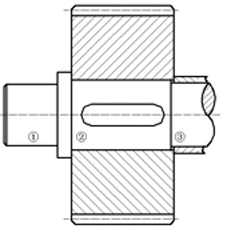 ① ② ③